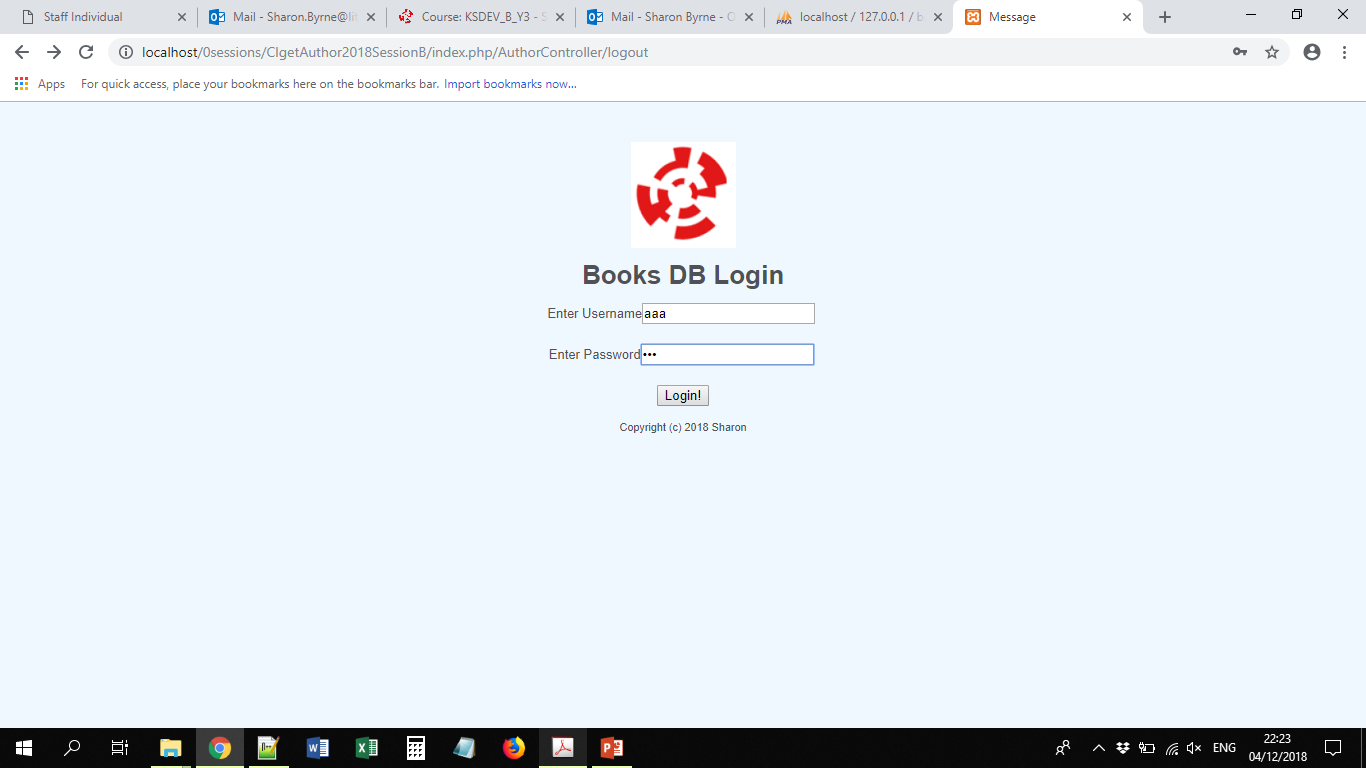 Staff Individual
Mail - Sharon.Byrne@lit
Course: KSDEV_B_Y3 - S
Mail - Sharon Byrne - O
localhost / 127.0.0.1 / b
Message
localhost/0sessions/CIgetAuthor2018SessionB/index.php/AuthorController/logout
Apps For quick access, place your bookmarks here on the bookmarks bar. Import bookmarks now...
Books DB Login
Enter Username aaa
Enter Password •••
Login!
Copyright (c) 2018 Sharon
ENG
22:23
04/12/2018